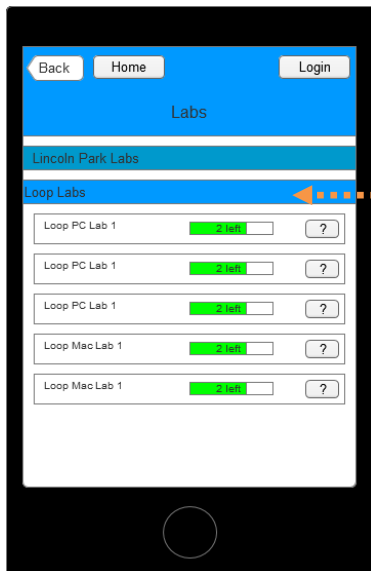 Back Home Login
Labs
Lincoln Park Labs
Loop Labs
Loop PC Lab 1 2 left ?
Loop PC Lab 1 2 left ?
Loop PC Lab 1 2 left ?
Loop Mac Lab 1 2 left ?
Loop Mac Lab 1 2 left ?